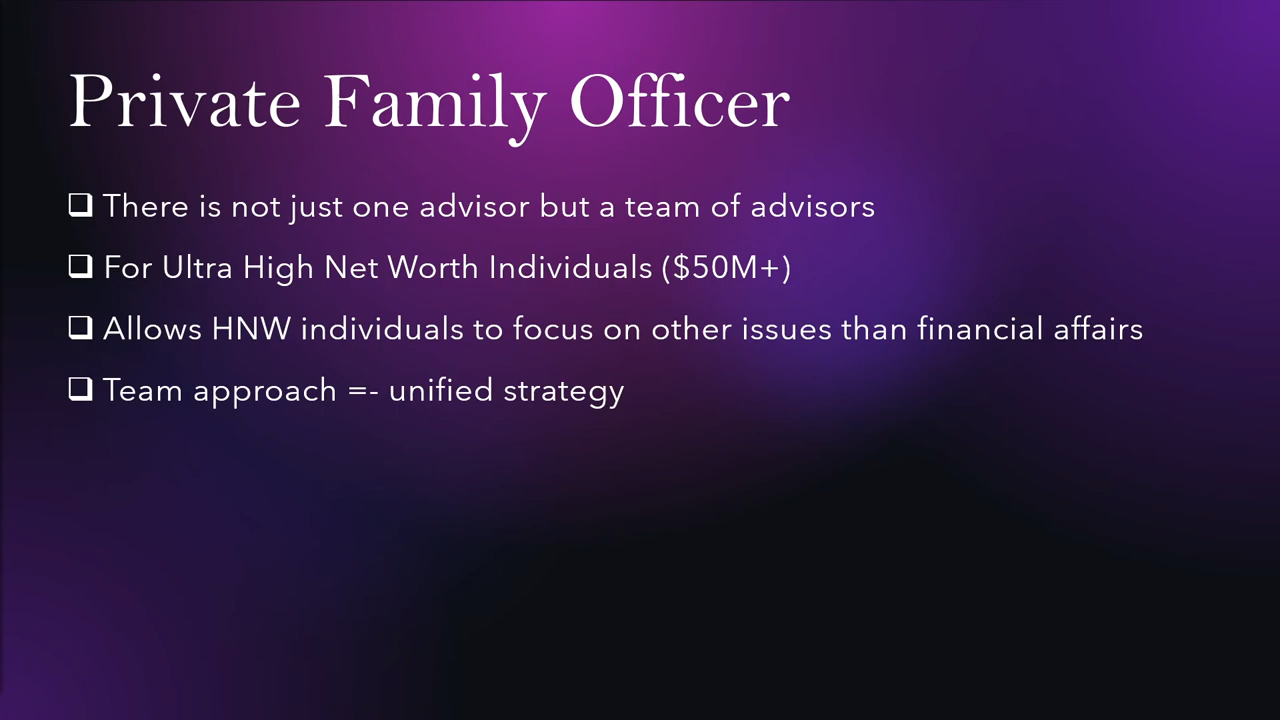 Private Family Officer
❑ There is not just one advisor but a team of advisors
❑ For Ultra High Net Worth Individuals ($50M+)
❑ Allows HNW individuals to focus on other issues than financial affairs
❑ Team approach =- unified strategy